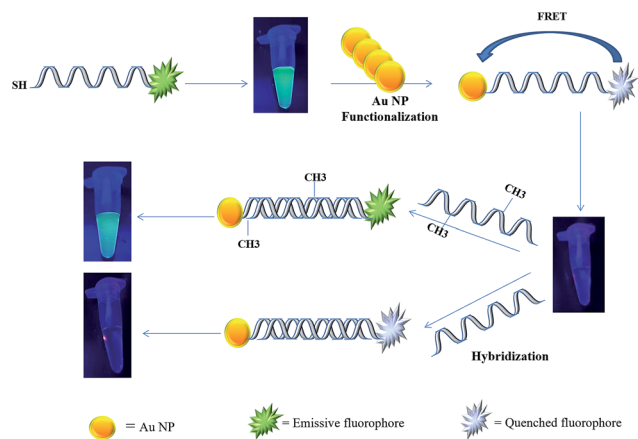 FRET
SH
Au NP
Functionalization
CH3
CH3
CH3
CH3
Hybridization
= Au NP
= Emissive fluorophore
= Quenched fluorophore